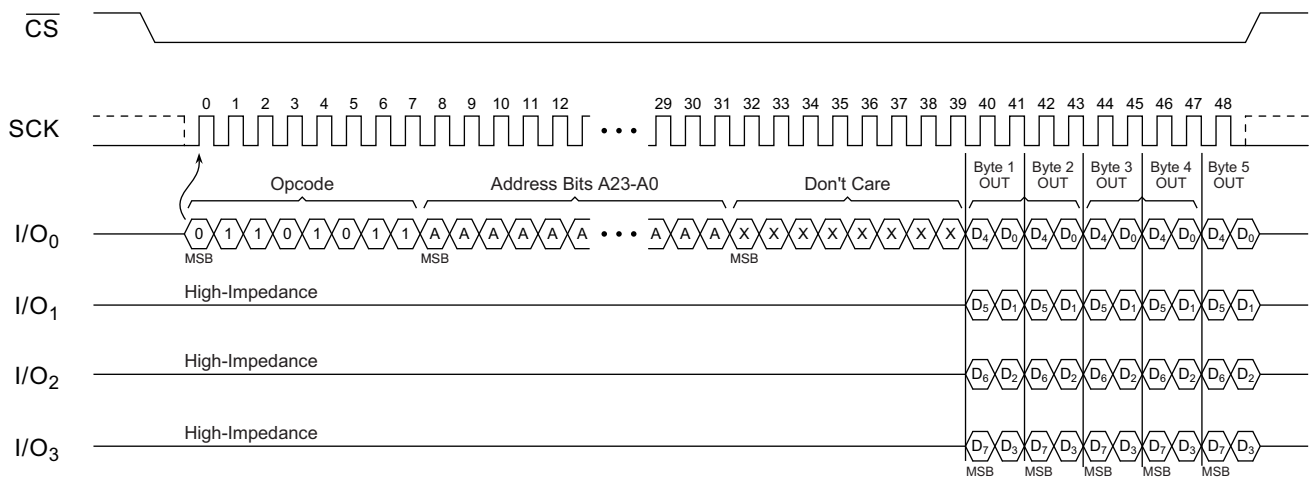 CS
0 1 2 3 4 5 6 7 8 9 10 11 12 29 30 31 32 33 34 35 36 37 38 39 40 41 42 43 44 45 46 47 48
SCK • • •
Opcode Address Bits A23-A0 Don't Care Byte 1 OUT Byte 2 OUT Byte 3 OUT Byte 4 OUT Byte 5 OUT
I/O0 0 1 1 0 1 0 1 1 A A A A A A • • • A A A X X X X X X X X D4 D0 D4 D0 D4 D0 D4 D0 D4 D0
MSB MSB MSB
High-Impedance
I/O1 D5 D1 D5 D1 D5 D1 D5 D1 D5 D1
High-Impedance
I/O2 D6 D2 D6 D2 D6 D2 D6 D2 D6 D2
High-Impedance
I/O3 D7 D3 D7 D3 D7 D3 D7 D3 D7 D3
MSB MSB MSB MSB MSB